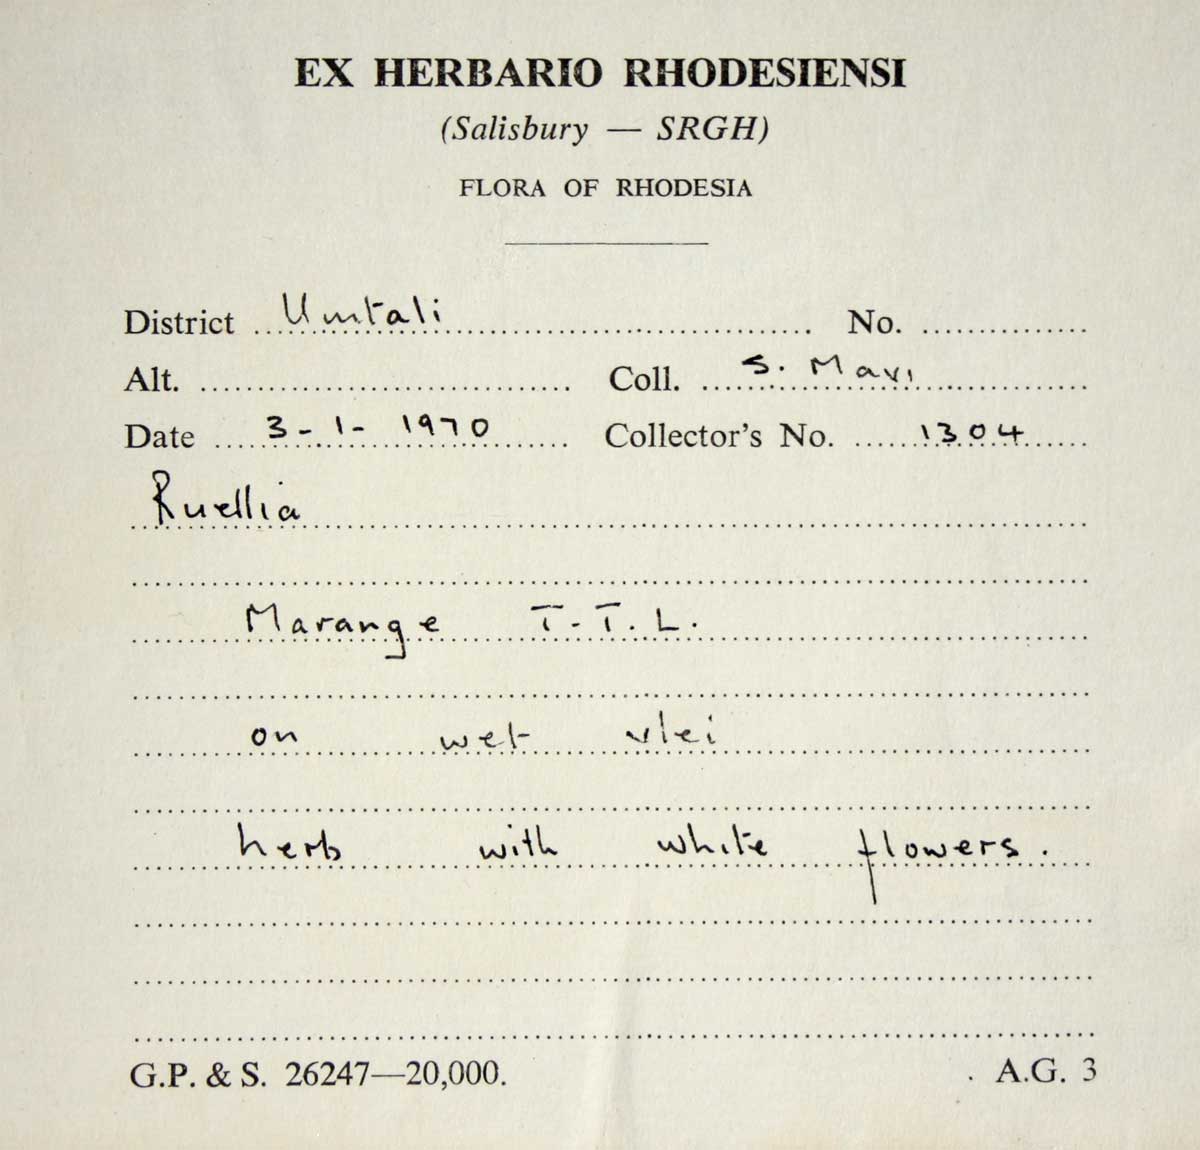 EX HERBARIO RHODESIENSI
(Salisbury — SRGH)
FLORA OF RHODESIA
District Umtali No.
Alt. Coll. S. Mavi
Date 3-1-1970 Collector's No. 1304
Ruellia
Marange T.T.L.
on wet vlei
herb with white flowers.
G.P. & S. 26247—20,000. A.G. 3